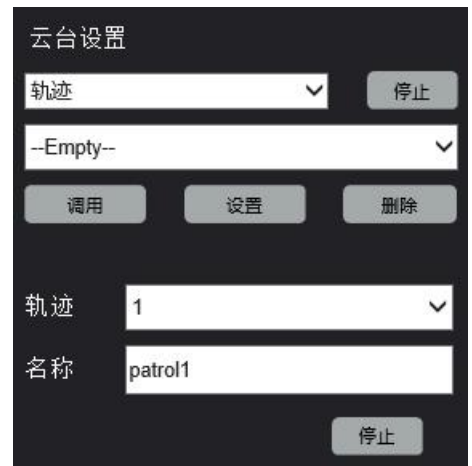 云台设置
轨迹 停止
--Empty--
调用 设置 删除
轨迹 1
名称 patrol1
停止